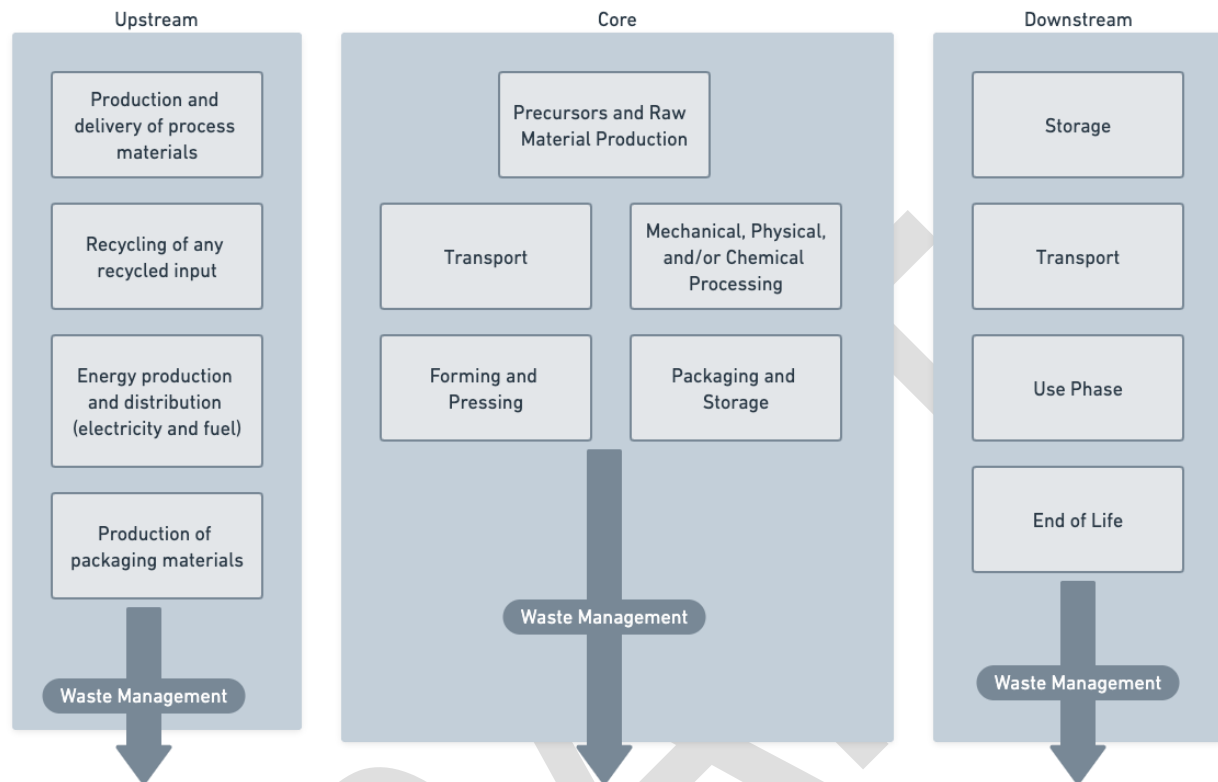 Upstream
Production and
delivery of process
materials
Recycling of any
recycled input
Energy production
and distribution
(electricity and fuel)
Production of
packaging materials
Waste Management
Core
Precursors and Raw
Material Production
Transport
Mechanical, Physical,
and/or Chemical
Processing
Forming and
Pressing
Packaging and
Storage
Waste Management
Downstream
Storage
Transport
Use Phase
End of Life
Waste Management